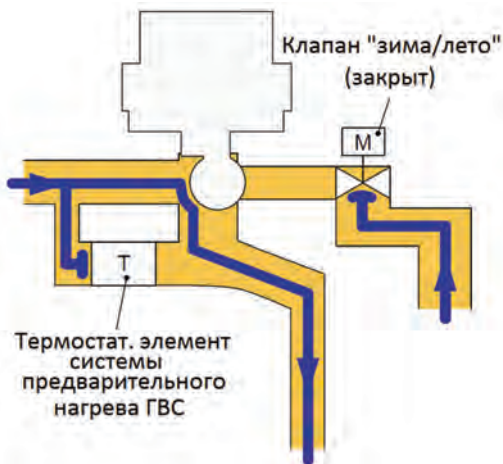 Клапан "зима/лето"
(закрыт)
M
T
Термостат. элемент
системы
предварительного
нагрева ГВС